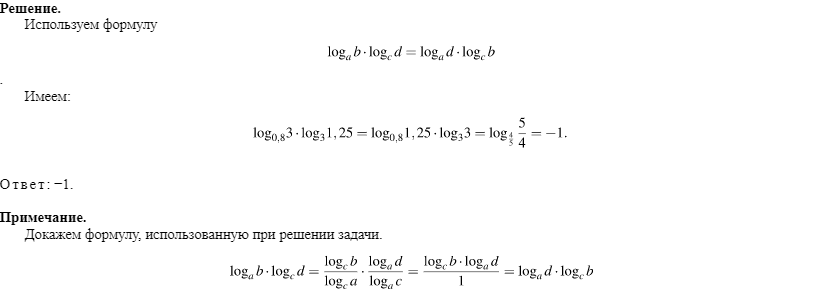 Решение.
Используем формулу
log_a b · log_c d = log_a d · log_c b
.
Имеем:
log_{0,8} 3 · log_3 1,25 = log_{0,8} 1,25 · log_3 3 = log_{4/5} 5/4 = −1.
Ответ: −1.
Примечание.
Докажем формулу, использованную при решении задачи.
log_a b · log_c d = (log_c b)/(log_c a) · (log_a d)/(log_a c) = (log_c b · log_a d)/1 = log_a d · log_c b